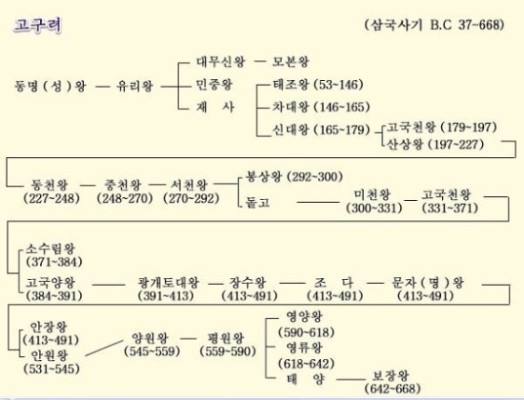 고구려 (삼국사기 B.C 37-668)
대무신왕 모본왕
동명(성)왕 유리왕 민중왕 태조왕 (53~146)
재 사 차대왕 (146~165)
신대왕 (165~179) 고국천왕 (179~197)
산상왕 (197~227)
동천왕 중천왕 서천왕 봉상왕 (292~300)
(227~248) (248~270) (270~292) 돌고 미천왕 고국천왕
(300~331) (331~371)
소수림왕
(371~384)
고국양왕 광개토대왕 장수왕 조 다 문자(명)왕
(384~391) (391~413) (413~491) (413~491) (413~491)
안장왕 양원왕 평원왕 영양왕
(413~491) (545~559) (559~590) (590~618)
안원왕 영류왕
(531~545) (618~642)
태 양 보장왕
(642~668)